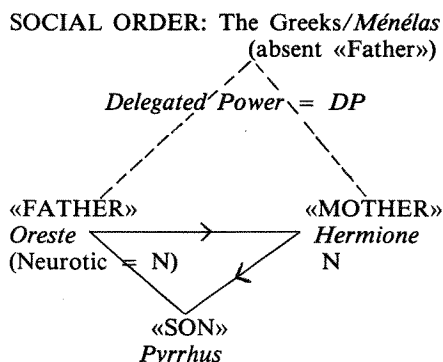 SOCIAL ORDER: The Greeks/Ménélas
(absent «Father»)
Delegated Power = DP
«FATHER» «MOTHER»
Oreste Hermione
(Neurotic = N) N
«SON»
Pyrrhus